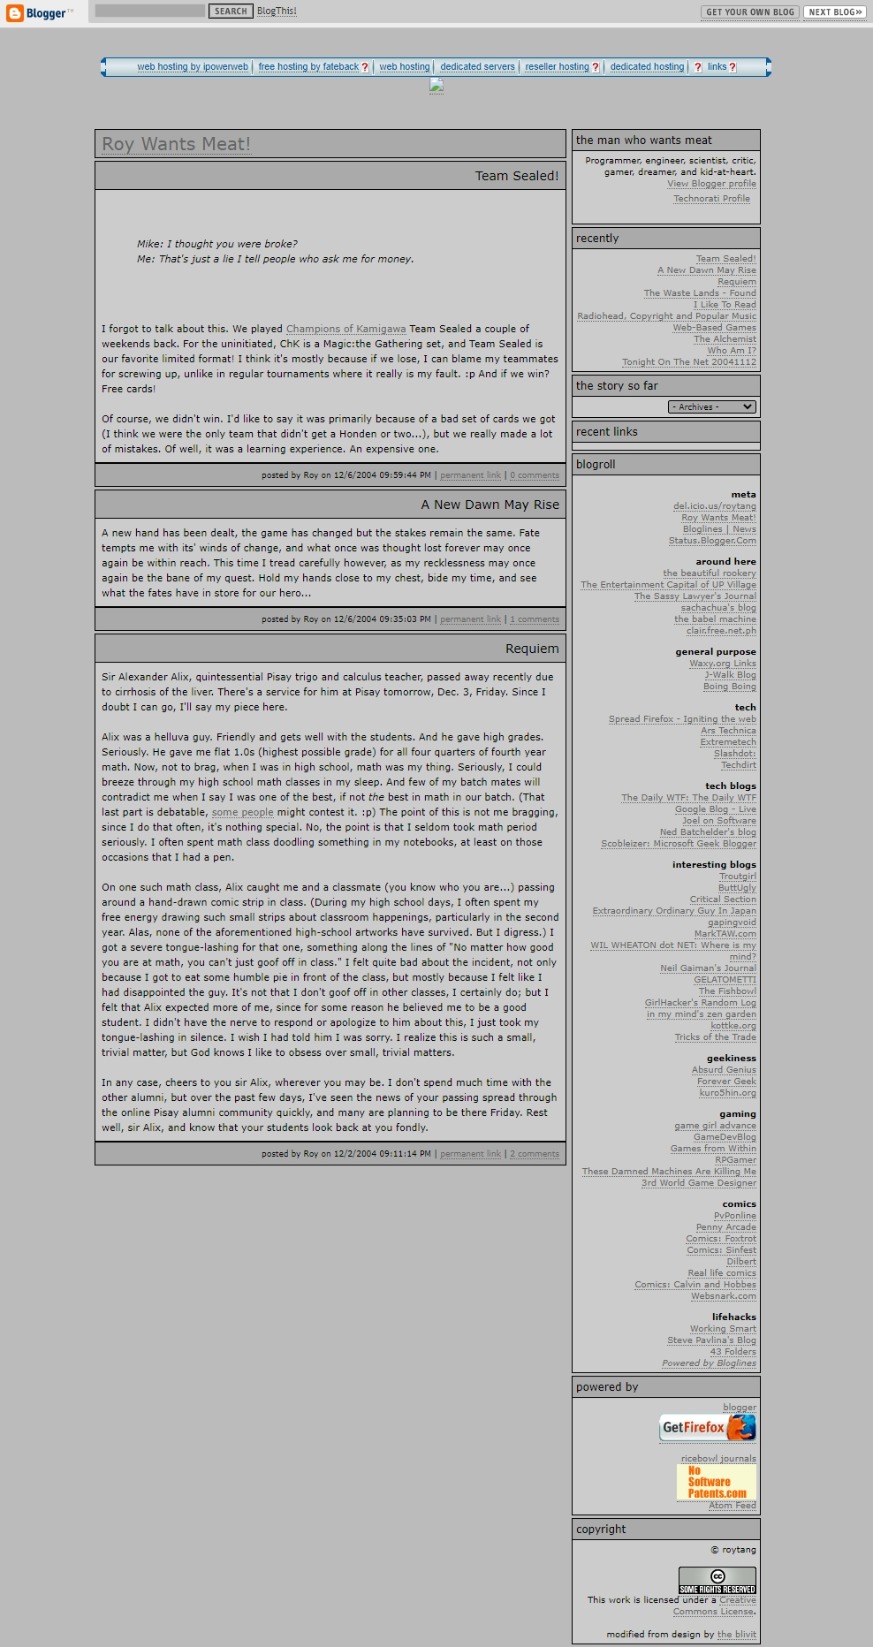 Blogger™ SEARCH BlogThis! GET YOUR OWN BLOG NEXT BLOG»
web hosting by ipowerweb | free hosting by fateback ? | web hosting | dedicated servers | reseller hosting ? | dedicated hosting | ? links ?
Roy Wants Meat!
Team Sealed!
Mike: I thought you were broke?
Me: That's just a lie I tell people who ask me for money.
I forgot to talk about this. We played Champions of Kamigawa Team Sealed a couple of
weekends back. For the uninitiated, ChK is a Magic:the Gathering set, and Team Sealed is
our favorite limited format! I think it's mostly because if we lose, I can blame my teammates
for screwing up, unlike in regular tournaments where it really is my fault. :p And if we win?
Free cards!
Of course, we didn't win. I'd like to say it was primarily because of a bad set of cards we got
(I think we were the only team that didn't get a Honden or two...), but we really made a lot
of mistakes. Of well, it was a learning experience. An expensive one.
posted by Roy on 12/6/2004 09:59:44 PM | permanent link | 0 comments
A New Dawn May Rise
A new hand has been dealt, the game has changed but the stakes remain the same. Fate
tempts me with its' winds of change, and what once was thought lost forever may once
again be within reach. This time I tread carefully however, as my recklessness may once
again be the bane of my quest. Hold my hands close to my chest, bide my time, and see
what the fates have in store for our hero...
posted by Roy on 12/6/2004 09:35:03 PM | permanent link | 1 comments
Requiem
Sir Alexander Alix, quintessential Pisay trigo and calculus teacher, passed away recently due
to cirrhosis of the liver. There's a service for him at Pisay tomorrow, Dec. 3, Friday. Since I
doubt I can go, I'll say my piece here.
Alix was a helluva guy. Friendly and gets well with the students. And he gave high grades.
Seriously. He gave me flat 1.0s (highest possible grade) for all four quarters of fourth year
math. Now, not to brag, when I was in high school, math was my thing. Seriously, I could
breeze through my high school math classes in my sleep. And few of my batch mates will
contradict me when I say I was one of the best, if not the best in math in our batch. (That
last part is debatable, some people might contest it. :p) The point of this is not me bragging,
since I do that often, it's nothing special. No, the point is that I seldom took math period
seriously. I often spent math class doodling something in my notebooks, at least on those
occasions that I had a pen.
On one such math class, Alix caught me and a classmate (you know who you are...) passing
around a hand-drawn comic strip in class. (During my high school days, I often spent my
free energy drawing such small strips about classroom happenings, particularly in the second
year. Alas, none of the aforementioned high-school artworks have survived. But I digress.) I
got a severe tongue-lashing for that one, something along the lines of "No matter how good
you are at math, you can't just goof off in class." I felt quite bad about the incident, not only
because I got to eat some humble pie in front of the class, but mostly because I felt like I
had disappointed the guy. It's not that I don't goof off in other classes, I certainly do; but I
felt that Alix expected more of me, since for some reason he believed me to be a good
student. I didn't have the nerve to respond or apologize to him about this, I just took my
tongue-lashing in silence. I wish I had told him I was sorry. I realize this is such a small,
trivial matter, but God knows I like to obsess over small, trivial matters.
In any case, cheers to you sir Alix, wherever you may be. I don't spend much time with the
other alumni, but over the past few days, I've seen the news of your passing spread through
the online Pisay alumni community quickly, and many are planning to be there Friday. Rest
well, sir Alix, and know that your students look back at you fondly.
posted by Roy on 12/2/2004 09:11:14 PM | permanent link | 2 comments
the man who wants meat
Programmer, engineer, scientist, critic,
gamer, dreamer, and kid-at-heart.
View Blogger profile
Technorati Profile
recently
Team Sealed!
A New Dawn May Rise
Requiem
The Waste Lands - Found
I Like To Read
Radiohead, Copyright and Popular Music
Web-Based Games
The Alchemist
Who Am I?
Tonight On The Net 20041112
the story so far
- Archives -
recent links
blogroll
meta
del.icio.us/roytang
Roy Wants Meat!
Bloglines | News
Status.Blogger.Com
around here
the beautiful rookery
The Entertainment Capital of UP Village
The Sassy Lawyer's Journal
sachachua's blog
the babel machine
clair.free.net.ph
general purpose
Waxy.org Links
J-Walk Blog
Boing Boing
tech
Spread Firefox - Igniting the web
Ars Technica
Extremetech
Slashdot:
Techdirt
tech blogs
The Daily WTF: The Daily WTF
Google Blog - Live
Joel on Software
Ned Batchelder's blog
Scobleizer: Microsoft Geek Blogger
interesting blogs
Troutgirl
ButtUgly
Critical Section
Extraordinary Ordinary Guy In Japan
gapingvoid
MarkTAW.com
WIL WHEATON dot NET: Where is my
mind?
Neil Gaiman's Journal
GELATOMETTI
The Fishbowl
GirlHacker's Random Log
in my mind's zen garden
kottke.org
Tricks of the Trade
geekiness
Absurd Genius
Forever Geek
kuro5hin.org
gaming
game girl advance
GameDevBlog
Games from Within
RPGamer
These Damned Machines Are Killing Me
3rd World Game Designer
comics
PvPonline
Penny Arcade
Comics: Foxtrot
Comics: Sinfest
Dilbert
Real life comics
Comics: Calvin and Hobbes
Websnark.com
lifehacks
Working Smart
Steve Pavlina's Blog
43 Folders
Powered by Bloglines
powered by
blogger
GetFirefox
ricebowl journals
No
Software
Patents.com
Atom Feed
copyright
© roytang
cc
SOME RIGHTS RESERVED
This work is licensed under a Creative
Commons License.
modified from design by the blivit